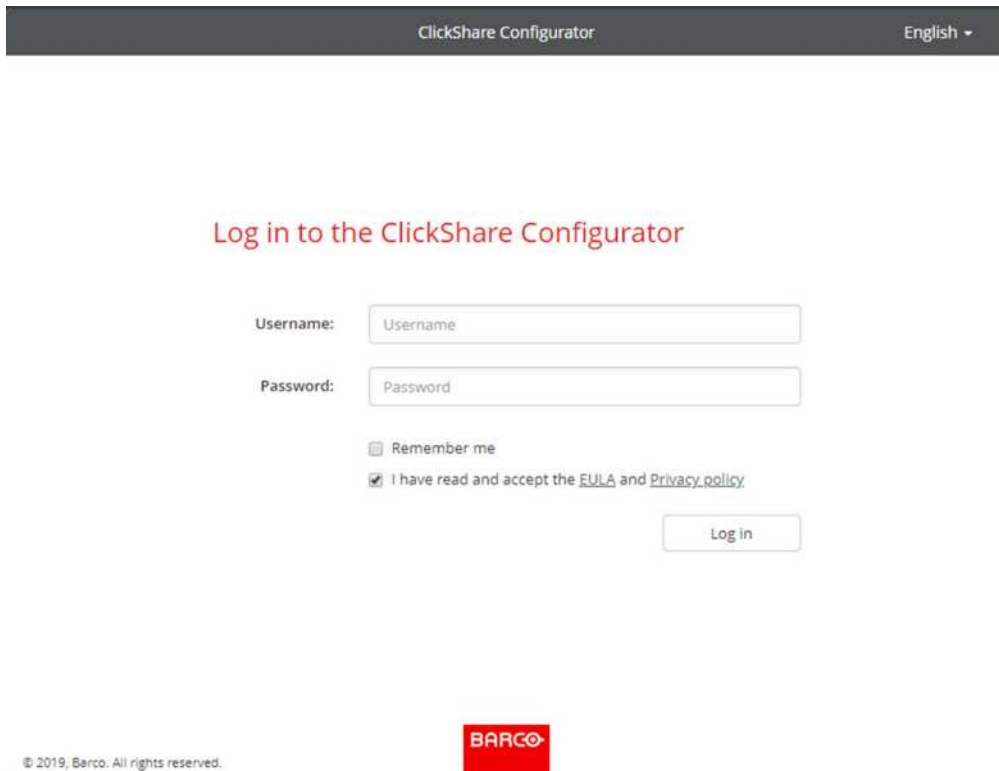 ClickShare Configurator
English
Log in to the ClickShare Configurator
Username:
Username
Password:
Password
Remember me
I have read and accept the EULA and Privacy policy
Log in
BARCO
© 2019, Barco. All rights reserved.